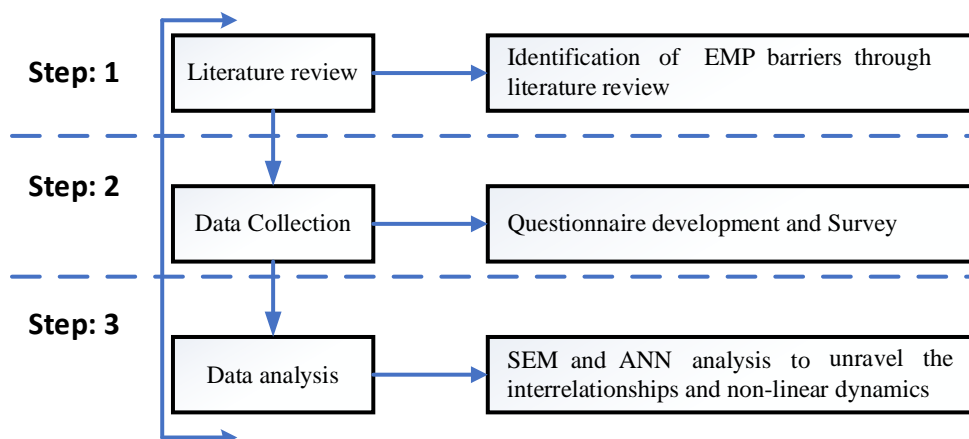 Step: 1
Literature review
Identification of EMP barriers through
literature review
Step: 2
Data Collection
Questionnaire development and Survey
Step: 3
Data analysis
SEM and ANN analysis to unravel the
interrelationships and non-linear dynamics